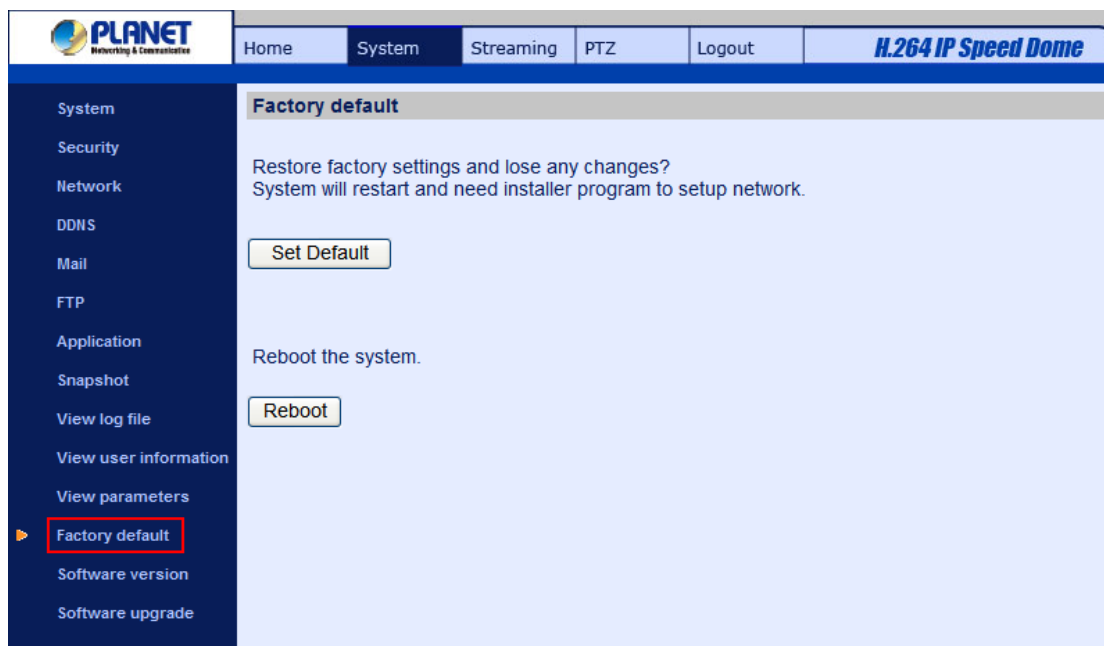 PLANET
Networking & Communication
Home
System
Streaming
PTZ
Logout
H.264 IP Speed Dome
System
Security
Network
DDNS
Mail
FTP
Application
Snapshot
View log file
View user information
View parameters
Factory default
Software version
Software upgrade
Factory default
Restore factory settings and lose any changes?
System will restart and need installer program to setup network.
Set Default
Reboot the system.
Reboot